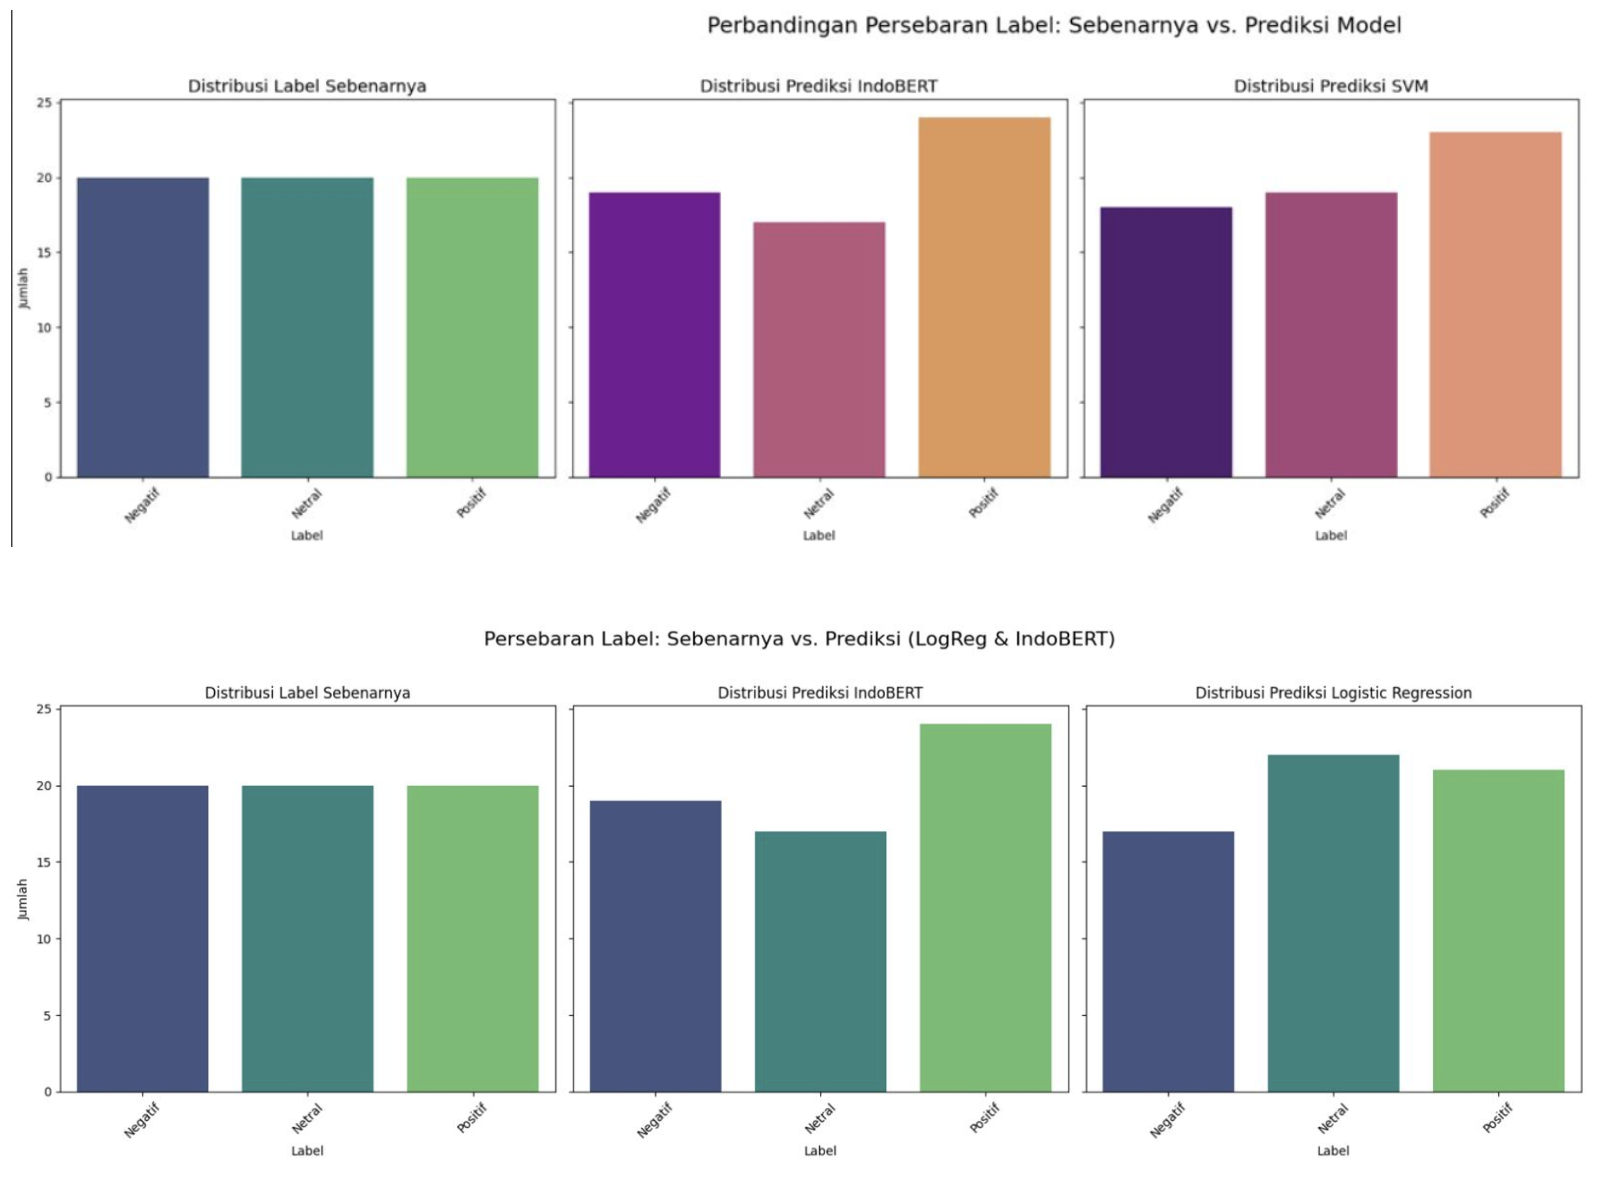 Perbandingan Persebaran Label: Sebenarnya vs. Prediksi Model
Distribusi Label Sebenarnya
Distribusi Prediksi IndoBERT
Distribusi Prediksi SVM
25
20
15
10
5
0
Jumlah
Negatif
Netral
Positif
Label
Negatif
Netral
Positif
Label
Negatif
Netral
Positif
Label
Persebaran Label: Sebenarnya vs. Prediksi (LogReg & IndoBERT)
Distribusi Label Sebenarnya
Distribusi Prediksi IndoBERT
Distribusi Prediksi Logistic Regression
25
20
15
10
5
0
Jumlah
Negatif
Netral
Positif
Label
Negatif
Netral
Positif
Label
Negatif
Netral
Positif
Label